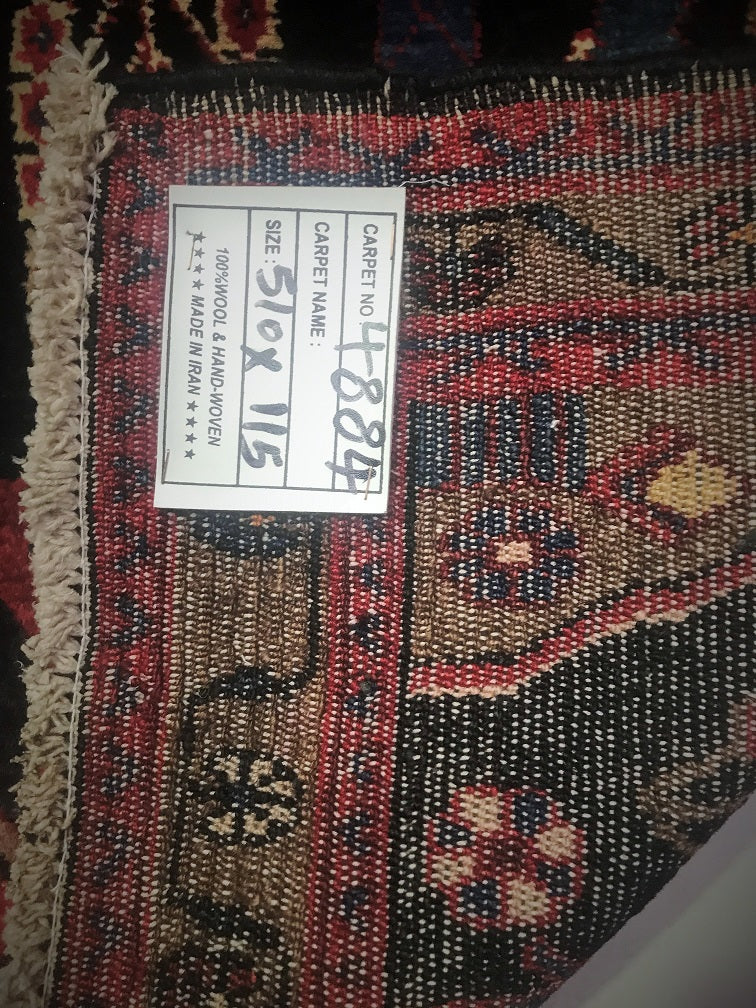 CARPET NO 4884
CARPET NAME :
SIZE : 510 X 115
100%WOOL & HAND-WOVEN
★★★★ MADE IN IRAN ★★★★